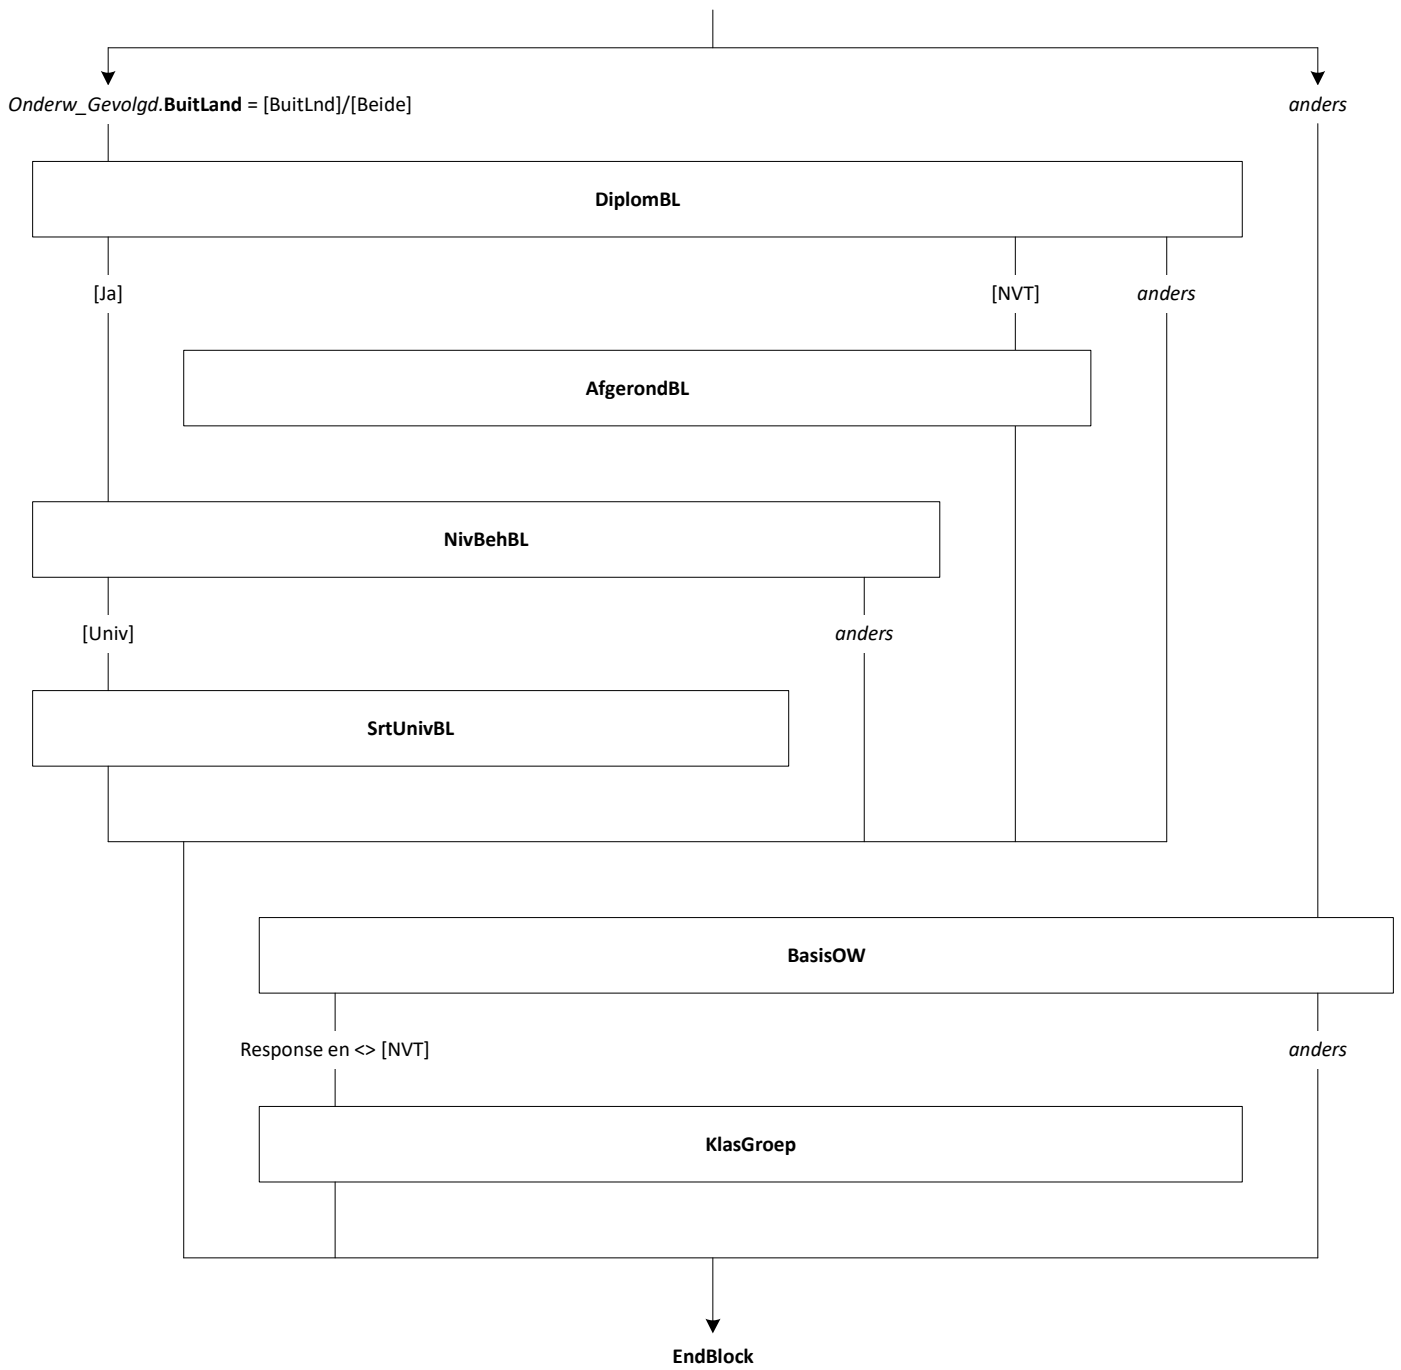 Onderw_Gevolgd.BuitLand = [BuitLnd]/[Beide]
anders
DiplomBL
[Ja]
[NVT]
anders
AfgerondBL
NivBehBL
[Univ]
anders
SrtUnivBL
BasisOW
Response en <> [NVT]
anders
KlasGroep
EndBlock